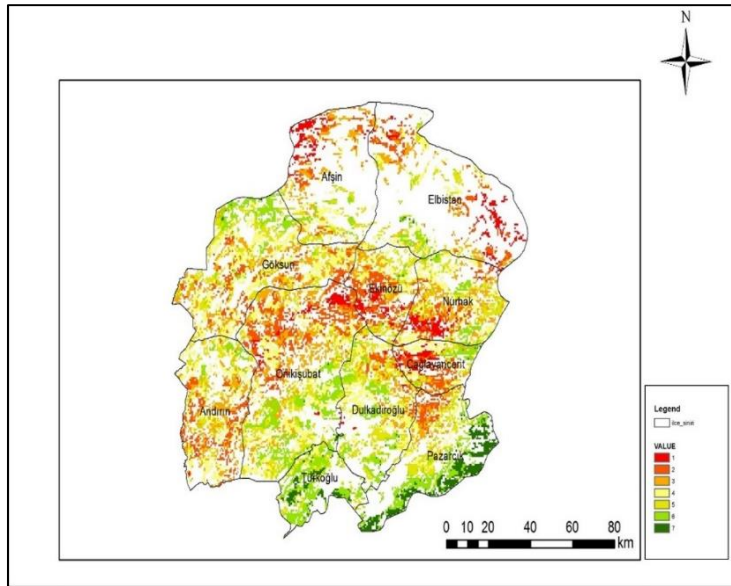 N
Afşin
Elbistan
Göksun
Ekinözü
Nurhak
Çağlayancerit
Onikişubat
Dulkadiroğlu
Andırın
Pazarcık
Türkoğlu
0 10 20 40 60 80
km
Legend
VALUE
1
2
3
4
5
6
7